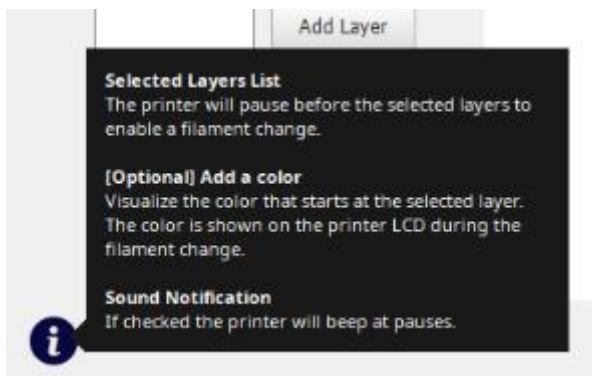 Add Layer
Selected Layers List
The printer will pause before the selected layers to
enable a filament change.
[Optional] Add a color
Visualize the color that starts at the selected layer.
The color is shown on the printer LCD during the
filament change.
Sound Notification
If checked the printer will beep at pauses.
i